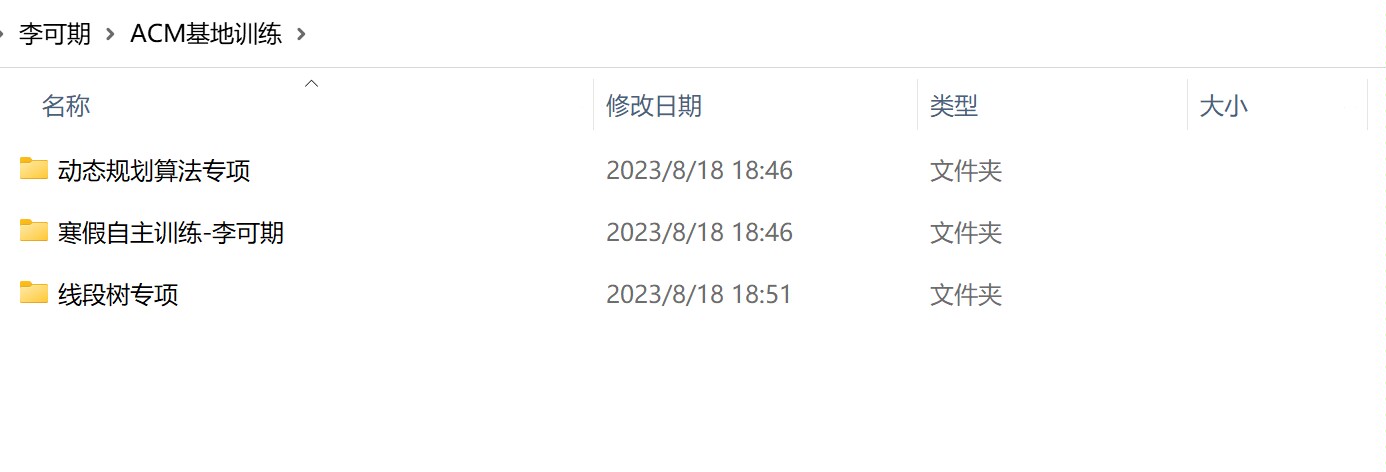 李可期 > ACM基地训练 >
名称 修改日期 类型 大小
动态规划算法专项 2023/8/18 18:46 文件夹
寒假自主训练-李可期 2023/8/18 18:46 文件夹
线段树专项 2023/8/18 18:51 文件夹